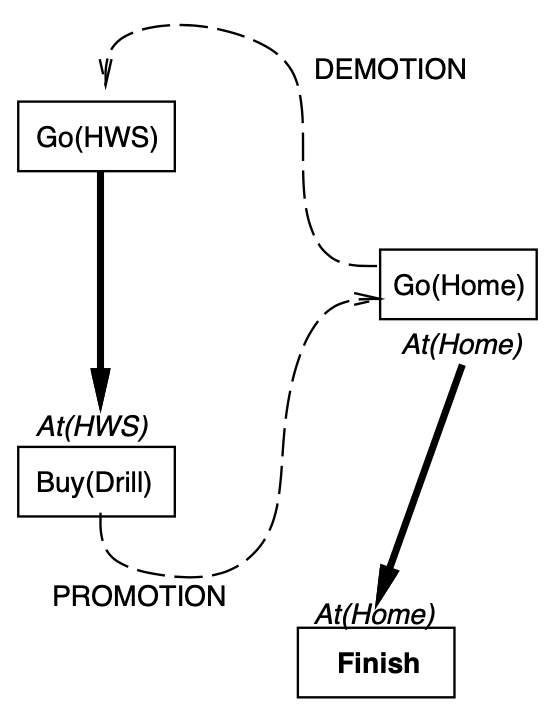 DEMOTION
Go(HWS)
Go(Home)
At(Home)
At(HWS)
Buy(Drill)
PROMOTION
At(Home)
Finish